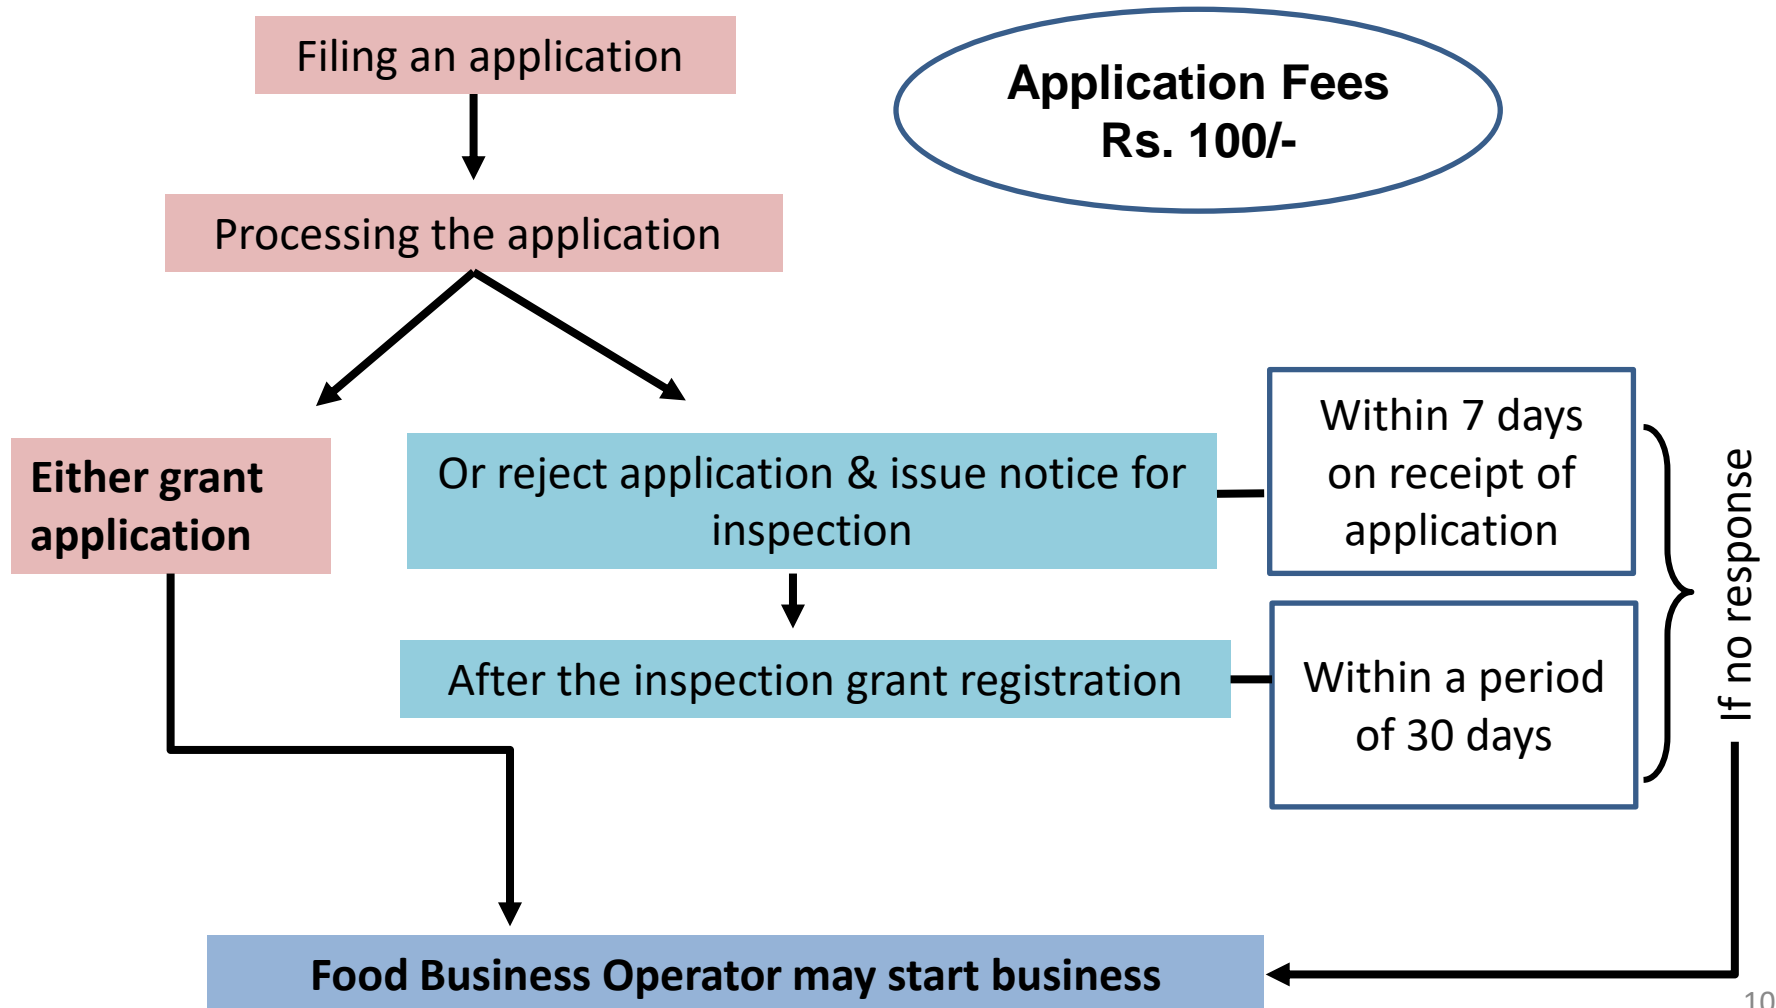 Filing an application
Application Fees
Rs. 100/-
Processing the application
Either grant
application
Or reject application & issue notice for
inspection
Within 7 days
on receipt of
application
After the inspection grant registration
Within a period
of 30 days
If no response
Food Business Operator may start business
10